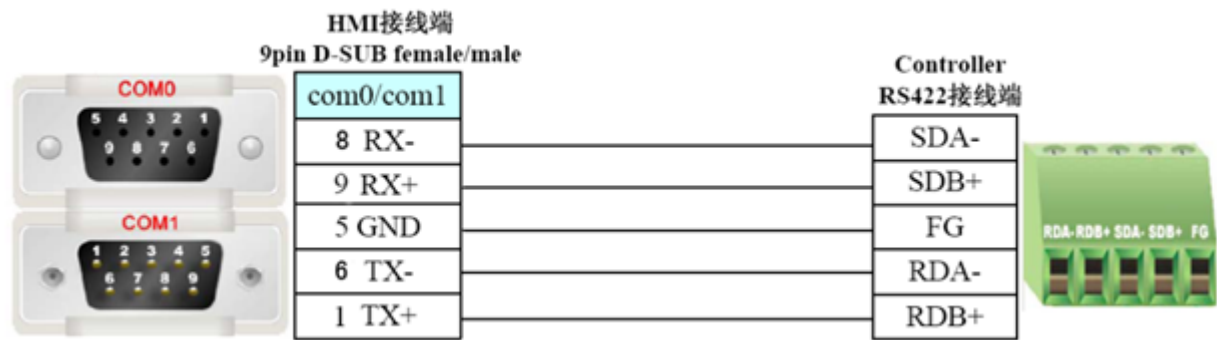 HMI接线端
9pin D-SUB female/male
COM0
5 4 3 2 1
9 8 7 6
COM1
1 2 3 4 5
6 7 8 9
com0/com1
8 RX-
9 RX+
5 GND
6 TX-
1 TX+
Controller
RS422接线端
SDA-
SDB+
FG
RDA-
RDB+
RDA- RDB+ SDA- SDB+ FG